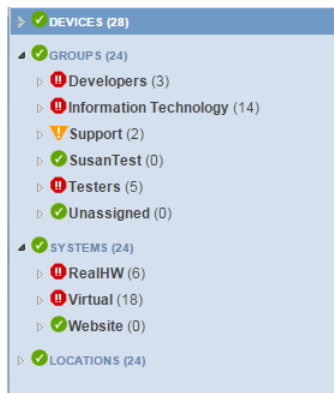 DEVICES (28)
GROUPS (24)
Developers (3)
Information Technology (14)
Support (2)
SusanTest (0)
Testers (5)
Unassigned (0)
SYSTEMS (24)
RealHW (6)
Virtual (18)
Website (0)
LOCATIONS (24)